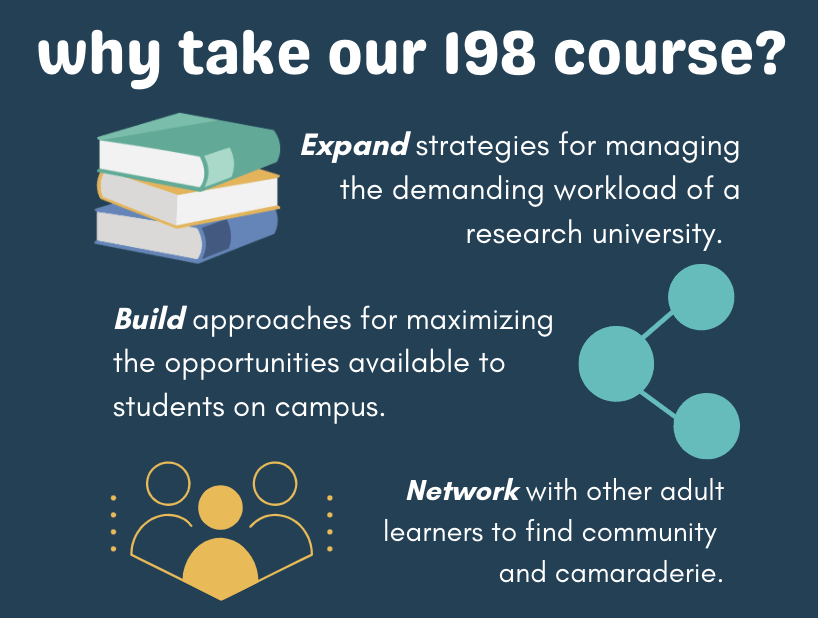 why take our 198 course?
Expand strategies for managing
the demanding workload of a
research university.
Build approaches for maximizing
the opportunities available to
students on campus.
Network with other adult
learners to find community
and camaraderie.